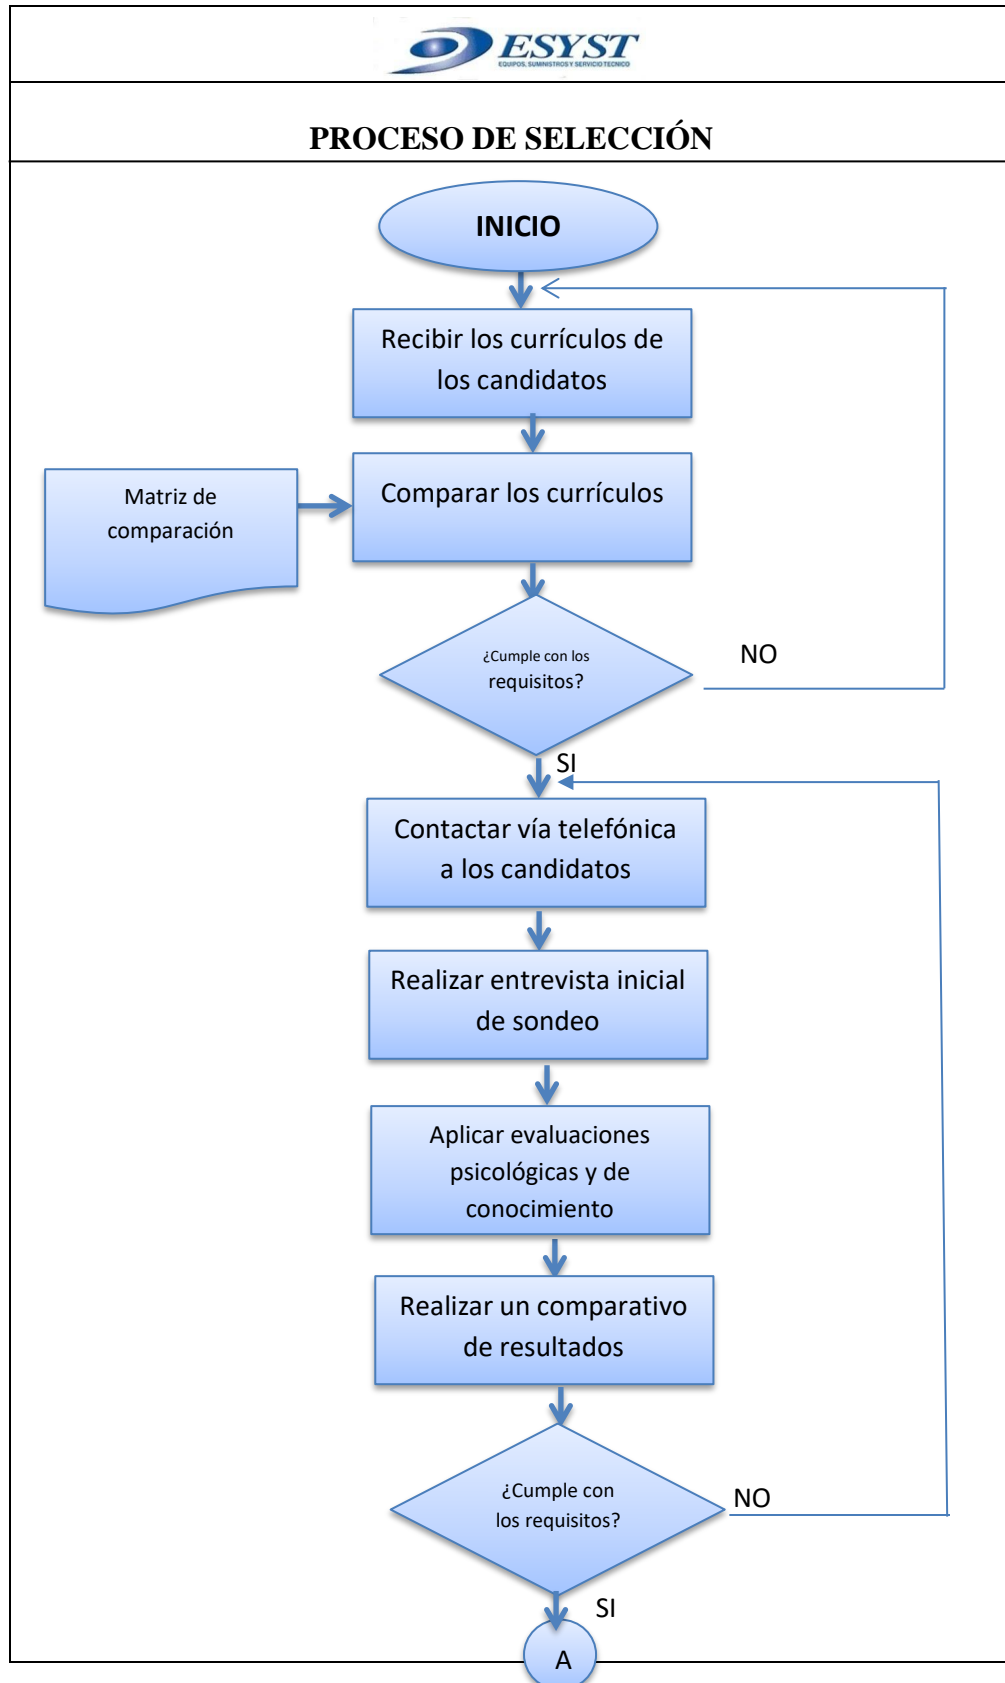 ESYST
EQUIPOS, SUMINISTROS Y SERVICIO TECNICO
PROCESO DE SELECCIÓN
INICIO
Recibir los currículos de
los candidatos
Matriz de
comparación
Comparar los currículos
¿Cumple con los
requisitos?
NO
SI
Contactar vía telefónica
a los candidatos
Realizar entrevista inicial
de sondeo
Aplicar evaluaciones
psicológicas y de
conocimiento
Realizar un comparativo
de resultados
¿Cumple con
los requisitos?
NO
SI
A